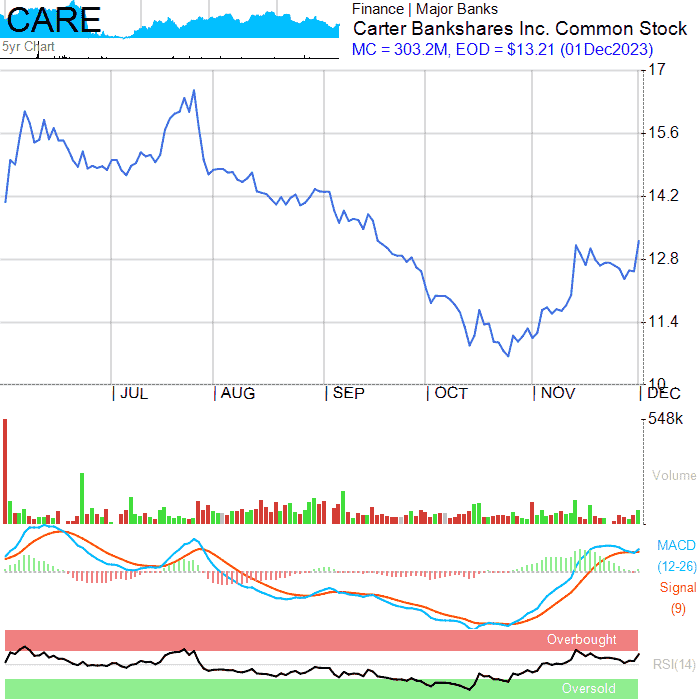 CARE
5yr Chart
Finance | Major Banks
Carter Bankshares Inc. Common Stock
MC = 303.2M, EOD = $13.21 (01Dec2023)
17
15.6
14.2
12.8
11.4
10
JUL AUG SEP OCT NOV DEC
548k
Volume
MACD
(12-26)
Signal
(9)
Overbought
RSI(14)
Oversold